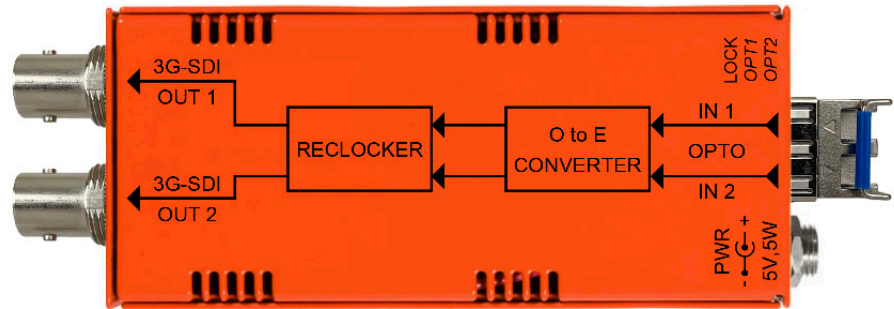 3G-SDI
OUT 1
3G-SDI
OUT 2
RECLOCKER
O to E
CONVERTER
IN 1
OPTO
IN 2
LOCK
OPT1
OPT2
PWR
- +
5V,5W